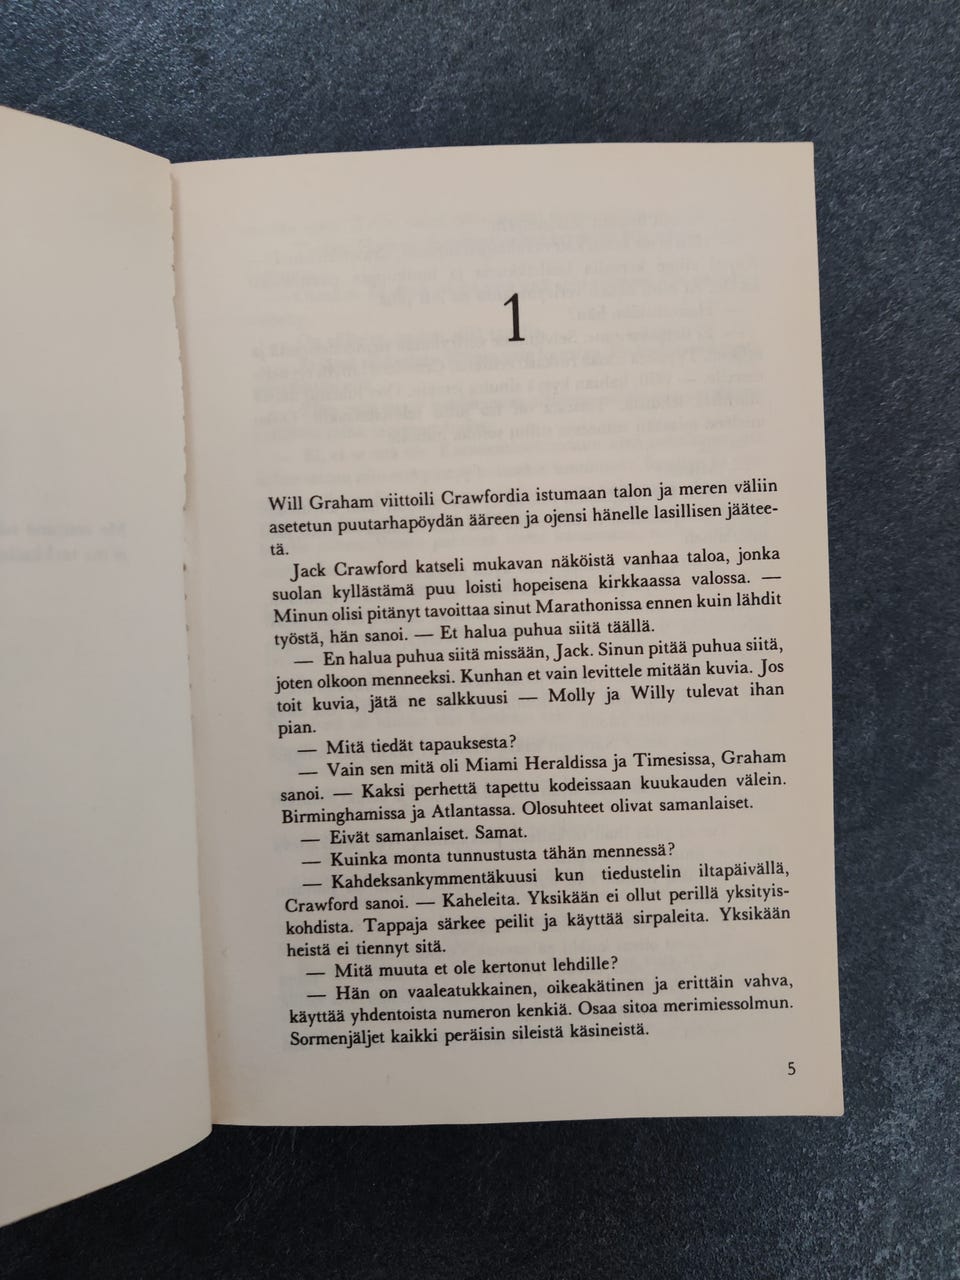 1
Will Graham viittoili Crawfordia istumaan talon ja meren väliin
asetetun puutarhapöydän ääreen ja ojensi hänelle lasillisen jäätee-
tä.
Jack Crawford katseli mukavan näköistä vanhaa taloa, jonka
suolan kyllästämä puu loisti hopeisena kirkkaassa valossa. —
Minun olisi pitänyt tavoittaa sinut Marathonissa ennen kuin lähdit
työstä, hän sanoi. — Et halua puhua siitä täällä.
— En halua puhua siitä missään, Jack. Sinun pitää puhua siitä,
joten olkoon menneeksi. Kunhan et vain levittele mitään kuvia. Jos
toit kuvia, jätä ne salkkuusi — Molly ja Willy tulevat ihan
pian.
— Mitä tiedät tapauksesta?
— Vain sen mitä oli Miami Heraldissa ja Timesissa, Graham
sanoi. — Kaksi perhettä tapettu kodeissaan kuukauden välein.
Birminghamissa ja Atlantassa. Olosuhteet olivat samanlaiset.
— Eivät samanlaiset. Samat.
— Kuinka monta tunnustusta tähän mennessä?
— Kahdeksankymmentäkuusi kun tiedustelin iltapäivällä,
Crawford sanoi. — Kaheleita. Yksikään ei ollut perillä yksityis-
kohdista. Tappaja särkee peilit ja käyttää sirpaleita. Yksikään
heistä ei tiennyt sitä.
— Mitä muuta et ole kertonut lehdille?
— Hän on vaaleatukkainen, oikeakätinen ja erittäin vahva,
käyttää yhdentoista numeron kenkiä. Osaa sitoa merimiessolmun.
Sormenjäljet kaikki peräisin sileistä käsineistä.
5